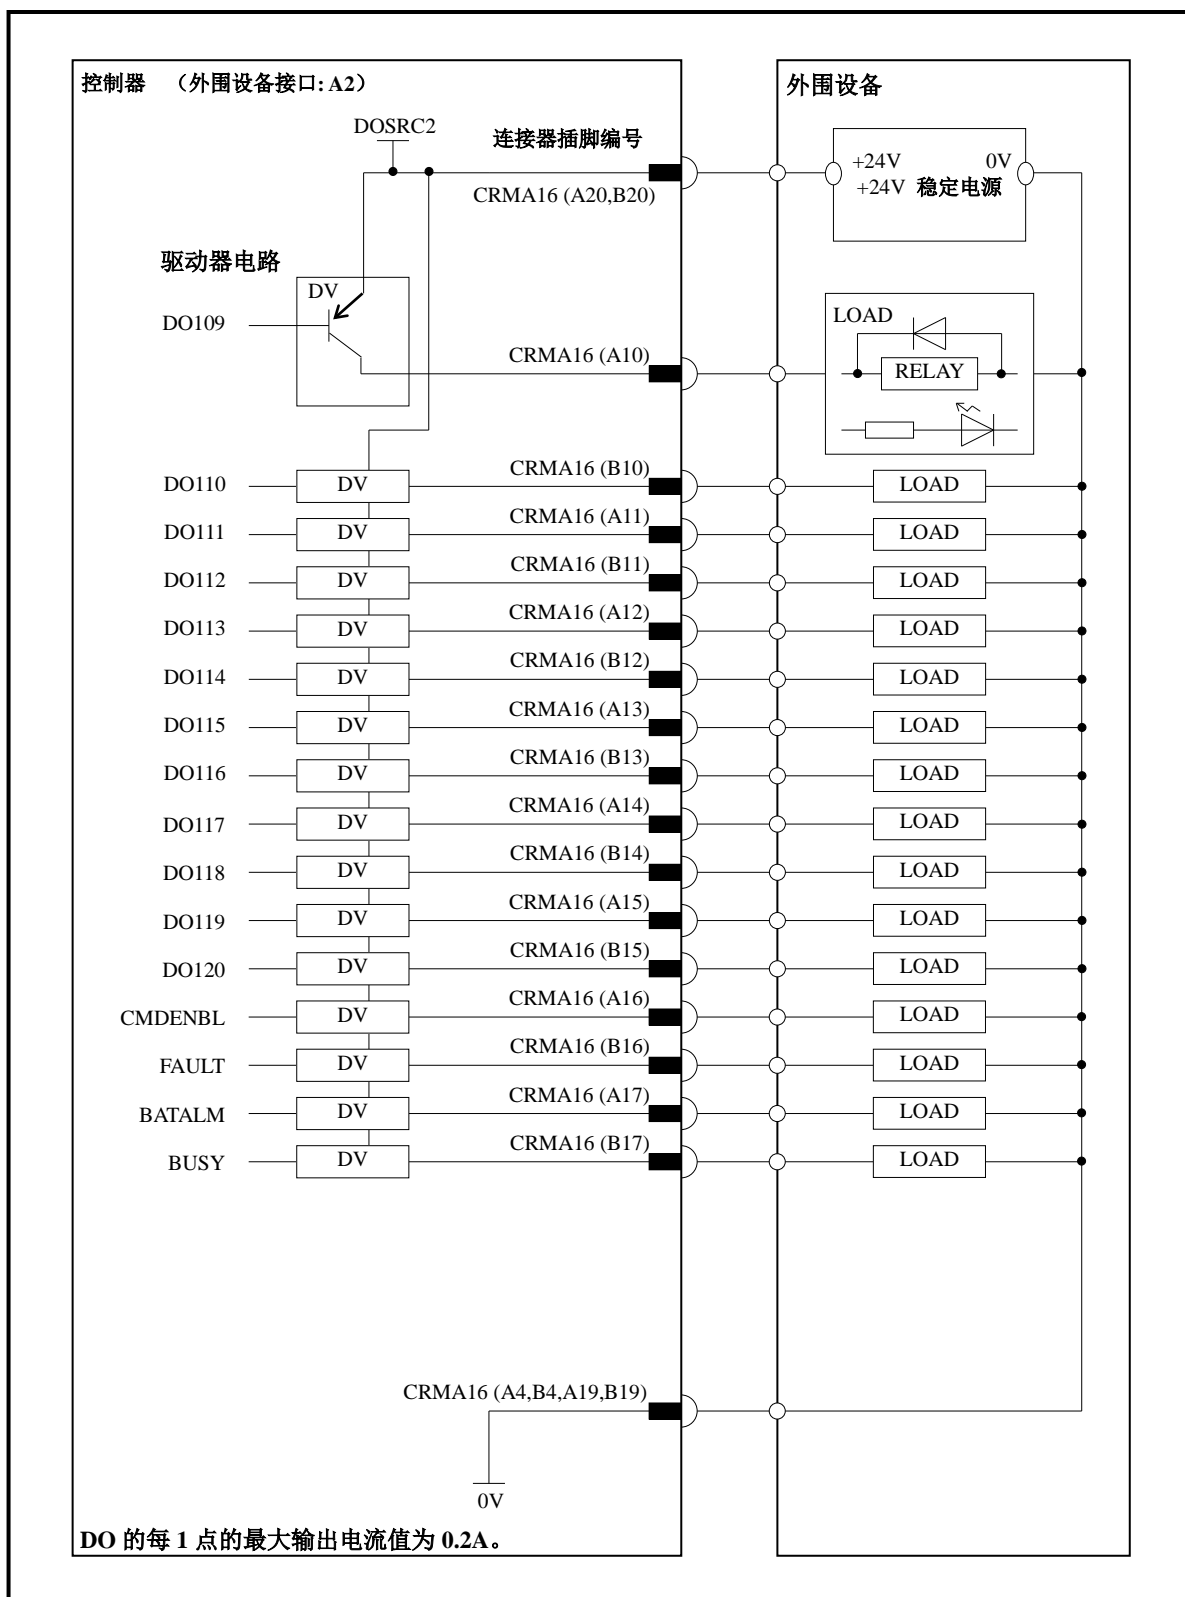 控制器 （外围设备接口: A2）
外围设备
DOSRC2
连接器插脚编号
CRMA16 (A20,B20)
+24V
0V
+24V 稳定电源
驱动器电路
DV
DO109
CRMA16 (A10)
LOAD
RELAY
DO110
DV
CRMA16 (B10)
LOAD
DO111
DV
CRMA16 (A11)
LOAD
DO112
DV
CRMA16 (B11)
LOAD
DO113
DV
CRMA16 (A12)
LOAD
DO114
DV
CRMA16 (B12)
LOAD
DO115
DV
CRMA16 (A13)
LOAD
DO116
DV
CRMA16 (B13)
LOAD
DO117
DV
CRMA16 (A14)
LOAD
DO118
DV
CRMA16 (B14)
LOAD
DO119
DV
CRMA16 (A15)
LOAD
DO120
DV
CRMA16 (B15)
LOAD
CMDENBL
DV
CRMA16 (A16)
LOAD
FAULT
DV
CRMA16 (B16)
LOAD
BATALM
DV
CRMA16 (A17)
LOAD
BUSY
DV
CRMA16 (B17)
LOAD
CRMA16 (A4,B4,A19,B19)
0V
DO 的每 1 点的最大输出电流值为 0.2A。